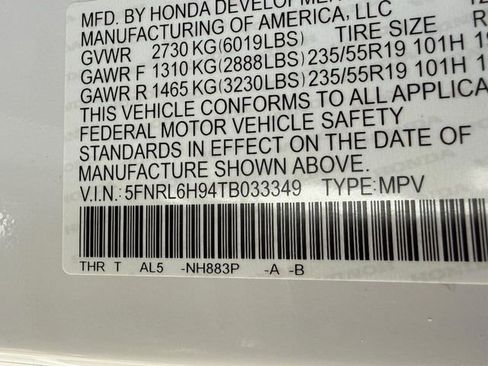 MFD. BY HONDA DEVELOPMEN
MANUFACTURING OF AMERICA, LLC
GVWR 2730 KG(6019LBS) TIRE SIZE
GAWR F 1310 KG(2888LBS) 235/55R19 101H
GAWR R 1465 KG(3230LBS) 235/55R19 101H
THIS VEHICLE CONFORMS TO ALL APPLICA
FEDERAL MOTOR VEHICLE SAFETY
STANDARDS IN EFFECT ON THE DATE OF
MANUFACTURE SHOWN ABOVE.
V.I.N.: 5FNRL6H94TB033349 TYPE:MPV
THR T AL5 -NH883P -A -B